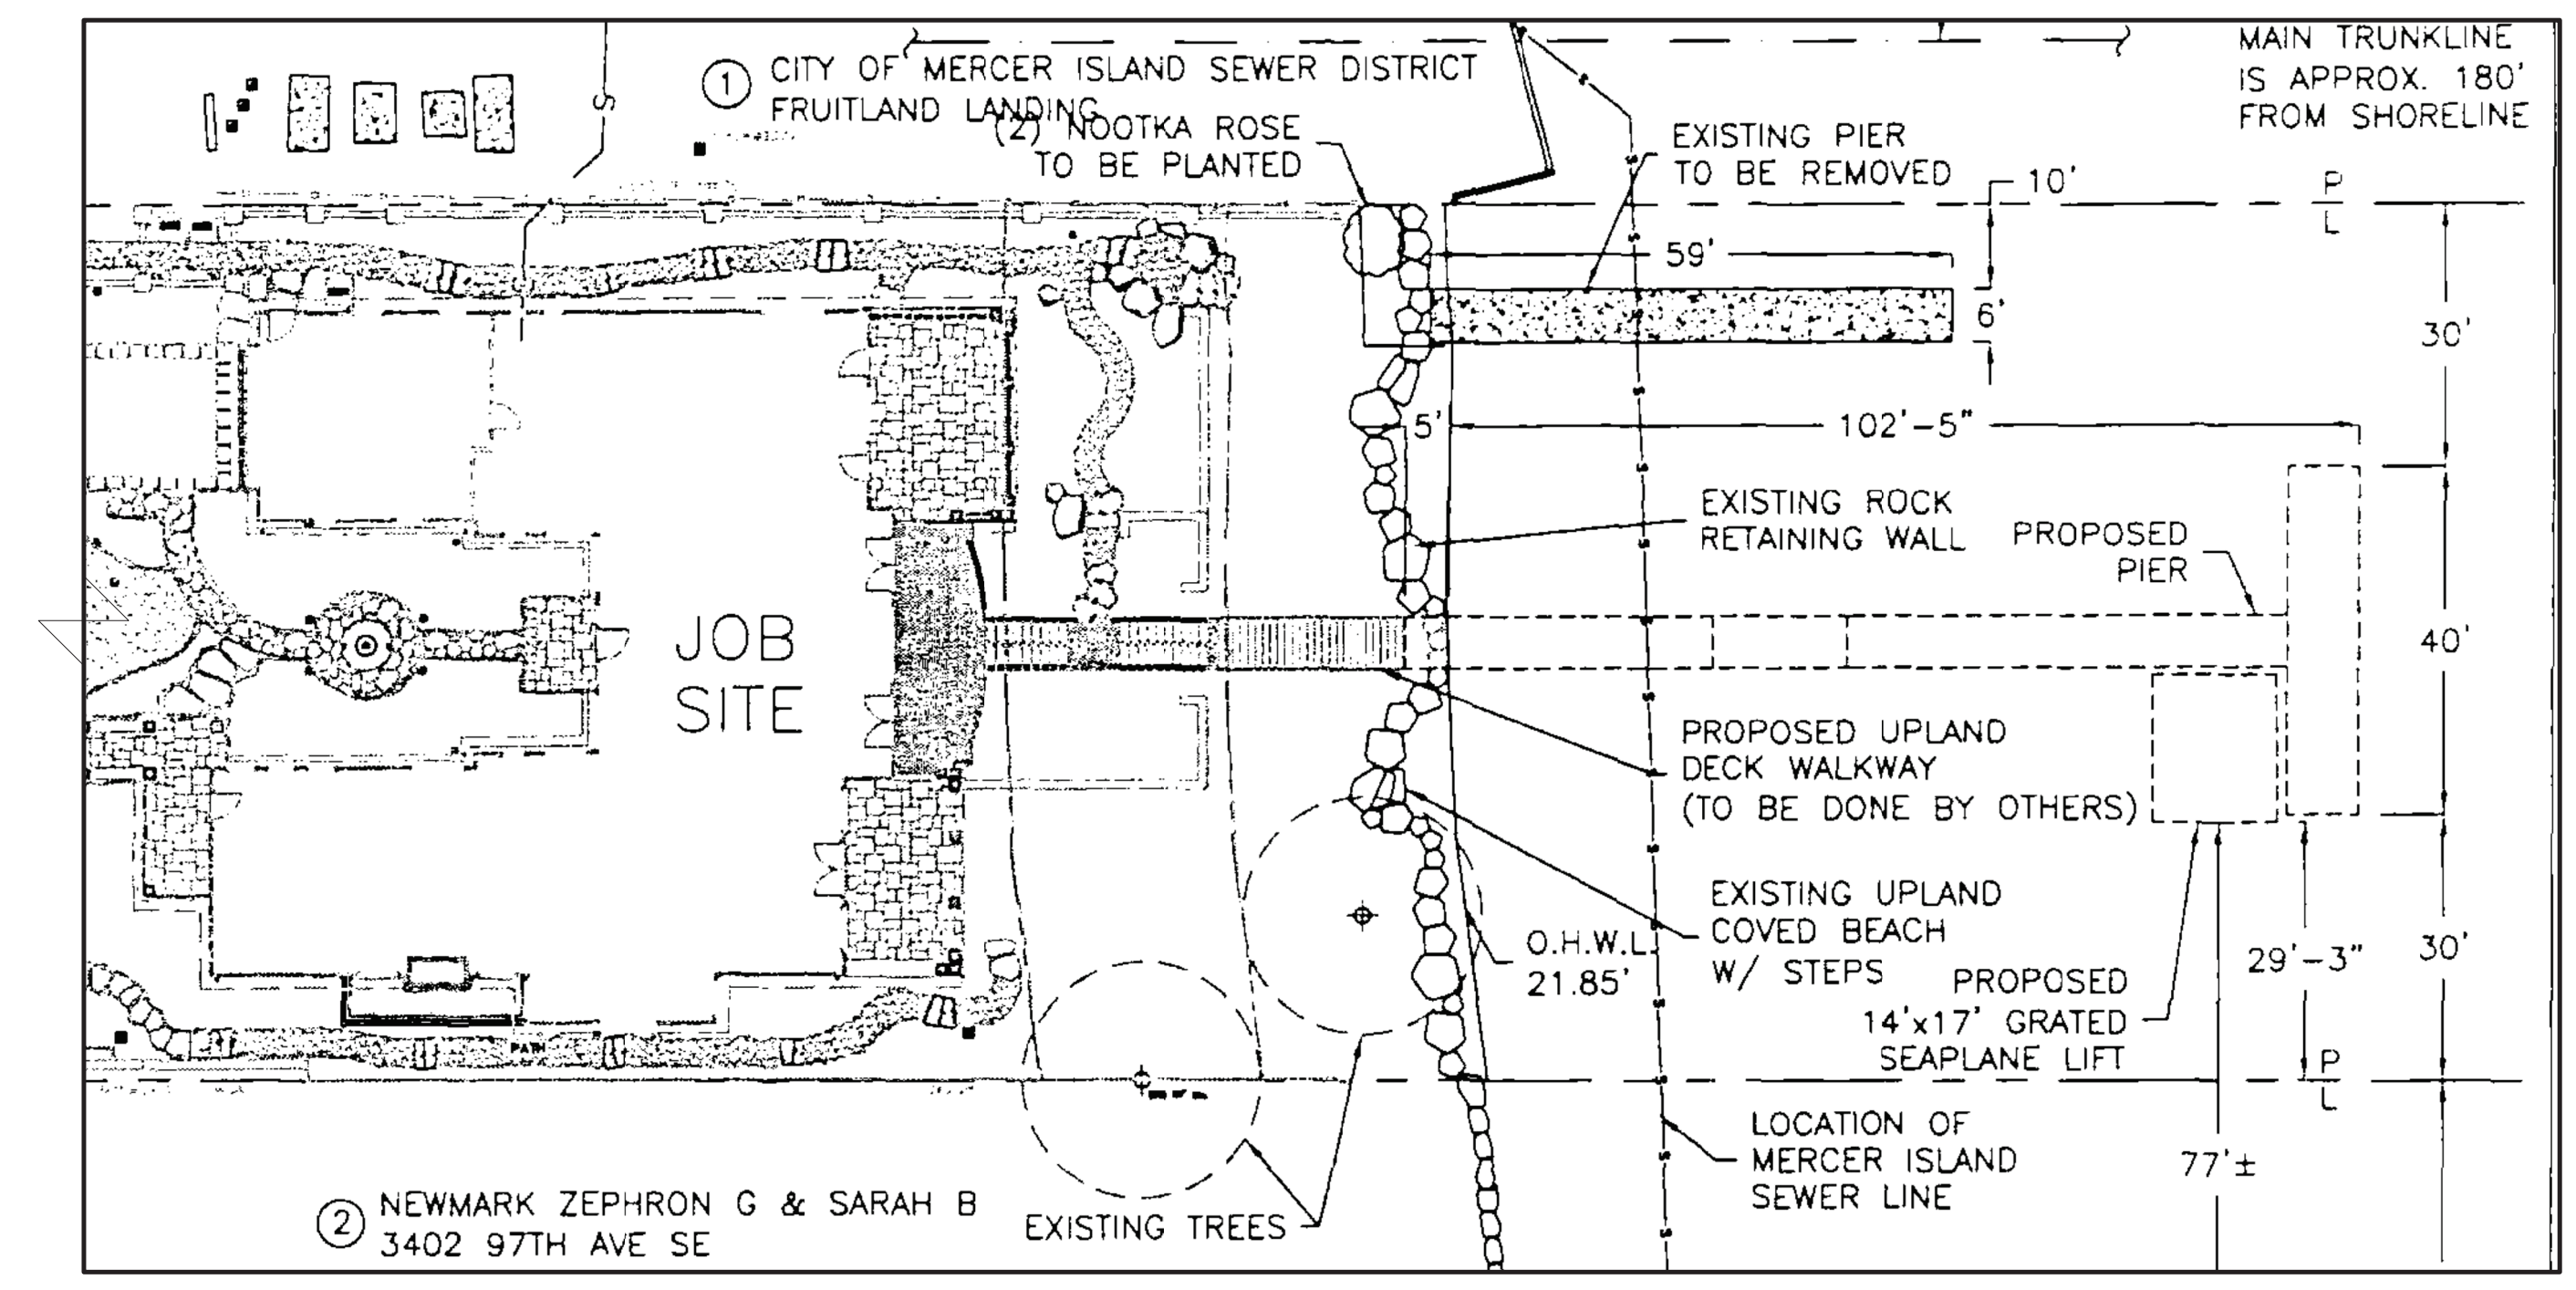 ① CITY OF MERCER ISLAND SEWER DISTRICT
FRUITLAND LANDING
MAIN TRUNKLINE
IS APPROX. 180'
FROM SHORELINE
(2) NOOTKA ROSE
TO BE PLANTED
EXISTING PIER
TO BE REMOVED
10'
P
L
S
59'
6'
30'
5'
102'-5"
EXISTING ROCK
RETAINING WALL
PROPOSED
PIER
JOB
SITE
40'
PROPOSED UPLAND
DECK WALKWAY
(TO BE DONE BY OTHERS)
EXISTING UPLAND
COVED BEACH
W/ STEPS
O.H.W.L.
21.85'
PROPOSED
14'x17' GRATED
SEAPLANE LIFT
29'-3"
30'
PATH
P
L
LOCATION OF
MERCER ISLAND
SEWER LINE
77'±
② NEWMARK ZEPHRON G & SARAH B
3402 97TH AVE SE
EXISTING TREES